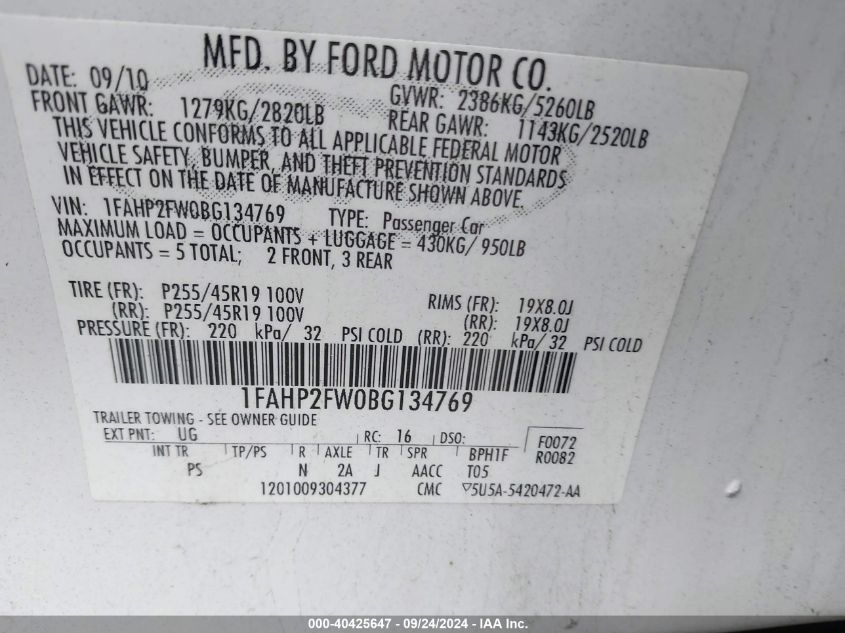 MFD. BY FORD MOTOR CO.
DATE: 09/10 GVWR: 2386KG/5260LB
FRONT GAWR: 1279KG/2820LB REAR GAWR: 1143KG/2520LB
THIS VEHICLE CONFORMS TO ALL APPLICABLE FEDERAL MOTOR
VEHICLE SAFETY, BUMPER, AND THEFT PREVENTION STANDARDS
IN EFFECT ON THE DATE OF MANUFACTURE SHOWN ABOVE.
VIN: 1FAHP2FW0BG134769 TYPE: Passenger Car
MAXIMUM LOAD = OCCUPANTS + LUGGAGE = 430KG/ 950LB
OCCUPANTS = 5 TOTAL; 2 FRONT, 3 REAR
TIRE (FR): P255/45R19 100V RIMS (FR): 19X8.0J
(RR): P255/45R19 100V (RR): 19X8.0J
PRESSURE (FR): 220 kPa/ 32 PSI COLD (RR): 220 kPa/ 32 PSI COLD
1FAHP2FW0BG134769
TRAILER TOWING - SEE OWNER GUIDE
EXT PNT: UG RC: 16 DSO: F0072
INT TR TP/PS R AXLE TR SPR BPH1F R0082
PS N 2A J AACC T05
1201009304377 CMC ▽5U5A-5420472-AA
000-40425647 - 09/24/2024 - IAA Inc.